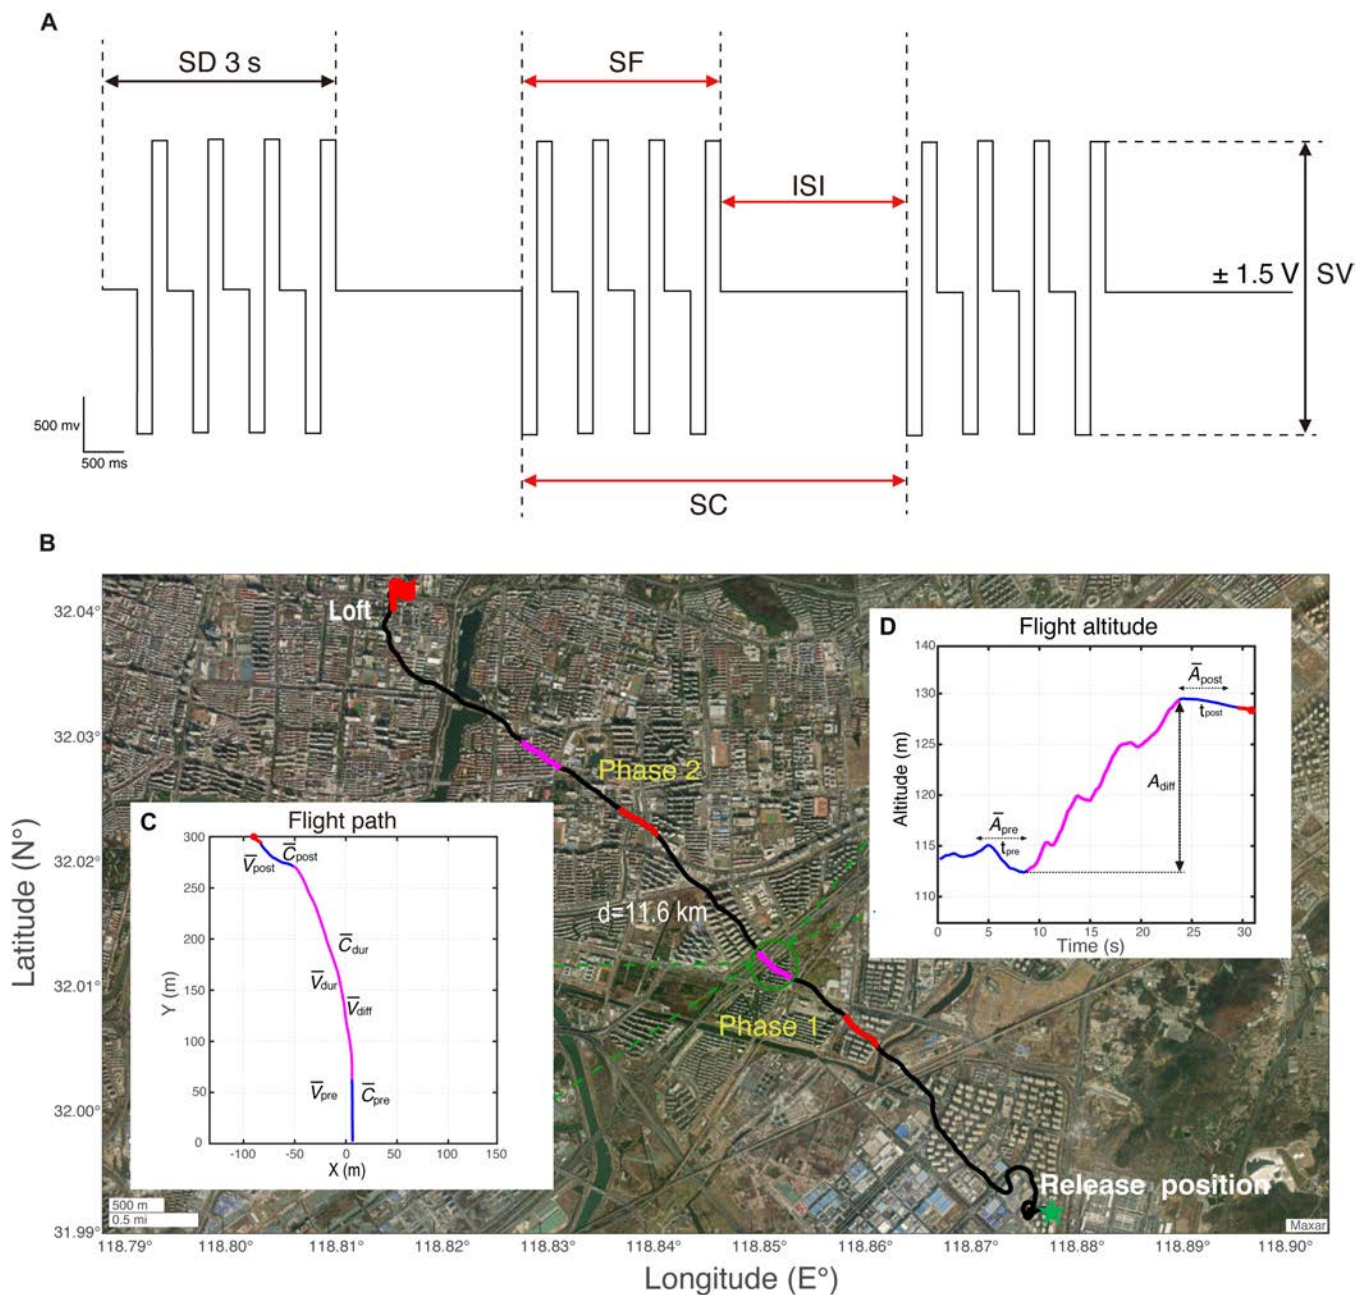 A
SD 3 s
SF
ISI
± 1.5 V
SV
500 mv
500 ms
SC
B
Latitude (N°)
32.04°
32.03°
32.02°
32.01°
32.00°
31.99°
Loft
Phase 2
d=11.6 km
Phase 1
Release position
500 m
0.5 mi
Maxar
118.79° 118.80° 118.81° 118.82° 118.83° 118.84° 118.85° 118.86° 118.87° 118.88° 118.89° 118.90°
Longitude (E°)
C
Flight path
Y (m)
300
250
200
150
100
50
0
V̅post
C̅post
C̅dur
V̅dur
V̅diff
V̅pre
C̅pre
-100 -50 0 50 100 150
X (m)
D
Flight altitude
Altitude (m)
140
130
125
120
115
110
A̅post
tpost
Adiff
A̅pre
tpre
0 5 10 15 20 25 30
Time (s)